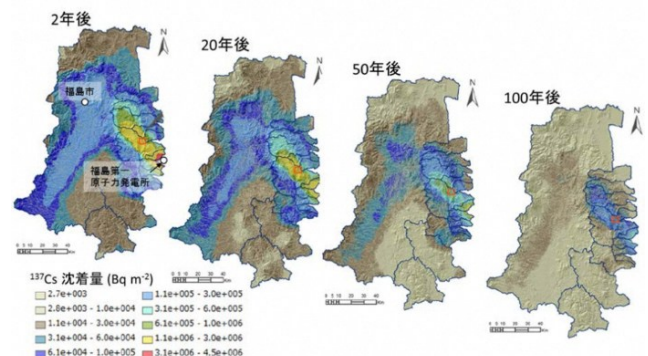 2年後
20年後
50年後
100年後
N
N
N
N
福島市
福島第一
原子力発電所
137Cs 沈着量 (Bq m-2)
2.7e+003
2.8e+003 - 1.0e+004
1.1e+004 - 3.0e+004
3.1e+004 - 6.0e+004
6.1e+004 - 1.0e+005
1.1e+005 - 3.0e+005
3.1e+005 - 6.0e+005
6.1e+005 - 1.0e+006
1.1e+006 - 3.0e+006
3.1e+006 - 4.5e+006